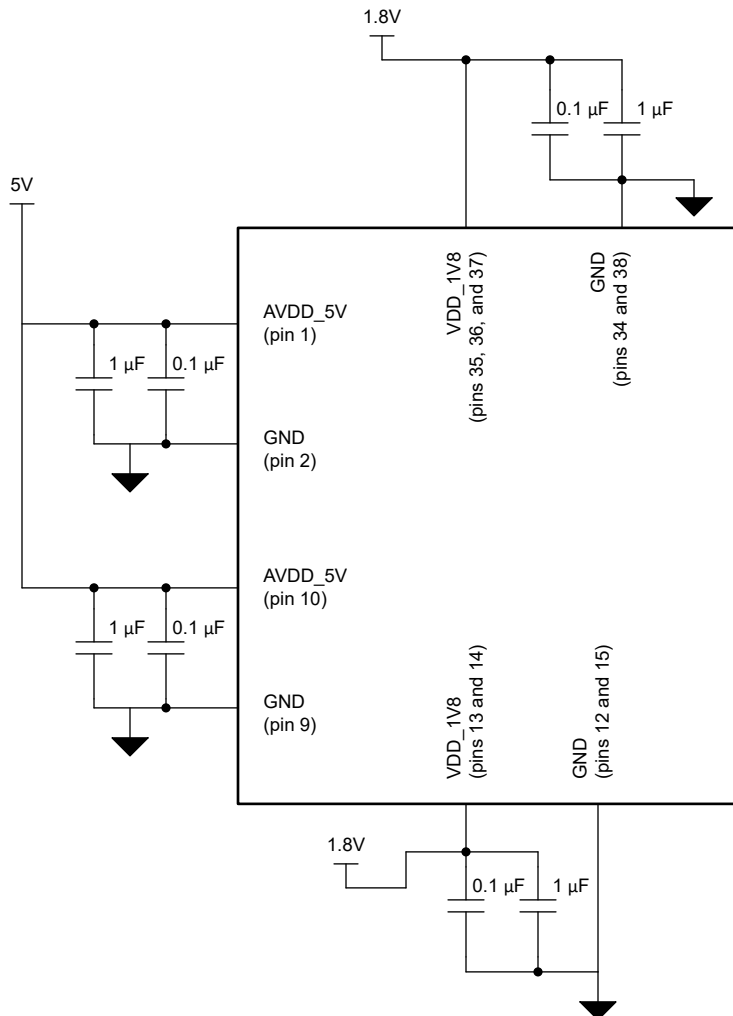 1.8V
0.1 µF
1 µF
5V
VDD_1V8
(pins 35, 36, and 37)
GND
(pins 34 and 38)
AVDD_5V
(pin 1)
1 µF
0.1 µF
GND
(pin 2)
AVDD_5V
(pin 10)
1 µF
0.1 µF
GND
(pin 9)
VDD_1V8
(pins 13 and 14)
GND
(pins 12 and 15)
1.8V
0.1 µF
1 µF